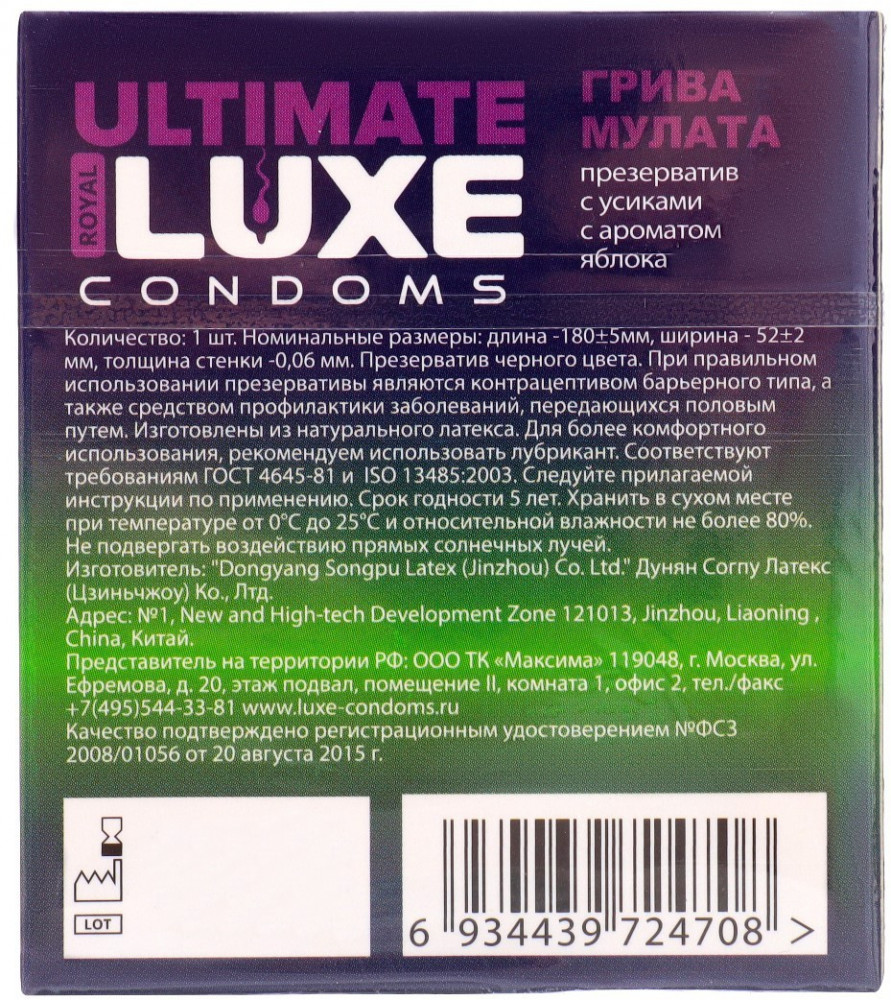 ULTIMATE
ROYAL
LUXE
CONDOMS
ГРИВА
МУЛАТА
презерватив
с усиками
с ароматом
яблока
Количество: 1 шт. Номинальные размеры: длина -180±5мм, ширина - 52±2
мм, толщина стенки -0,06 мм. Презерватив черного цвета. При правильном
использовании презервативы являются контрацептивом барьерного типа, а
также средством профилактики заболеваний, передающихся половым
путем. Изготовлены из натурального латекса. Для более комфортного
использования, рекомендуем использовать лубрикант. Соответствуют
требованиям ГОСТ 4645-81 и ISO 13485:2003. Следуйте прилагаемой
инструкции по применению. Срок годности 5 лет. Хранить в сухом месте
при температуре от 0°С до 25°С и относительной влажности не более 80%.
Не подвергать воздействию прямых солнечных лучей.
Изготовитель: "Dongyang Songpu Latex (Jinzhou) Co. Ltd." Дунян Согпу Латекс
(Цзиньчжоу) Ко., Лтд.
Адрес: №1, New and High-tech Development Zone 121013, Jinzhou, Liaoning ,
China, Китай.
Представитель на территории РФ: ООО ТК «Максима» 119048, г. Москва, ул.
Ефремова, д. 20, этаж подвал, помещение II, комната 1, офис 2, тел./факс
+7(495)544-33-81 www.luxe-condoms.ru
Качество подтверждено регистрационным удостоверением №ФСЗ
2008/01056 от 20 августа 2015 г.
LOT
6 934439 724708 >